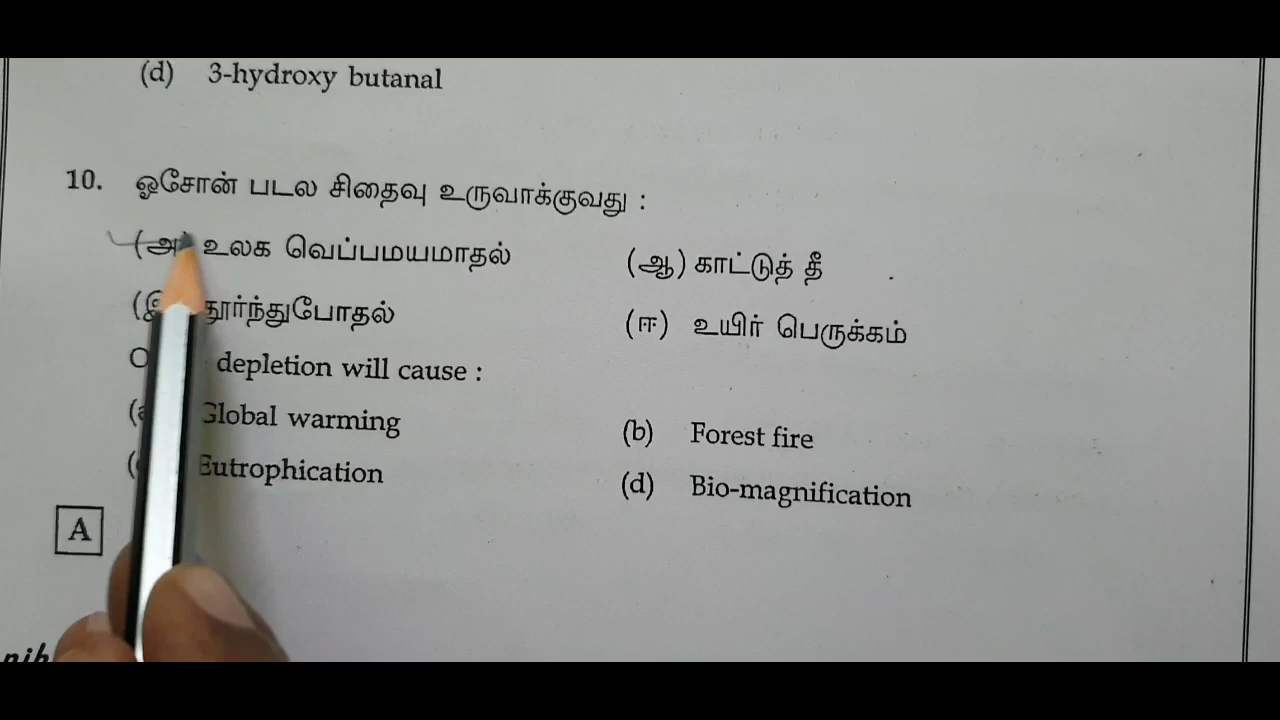 (d) 3-hydroxy butanal
10. ஓசோன் படல சிதைவு உருவாக்குவது :
(அ) உலக வெப்பமயமாதல் (ஆ) காட்டுத் தீ
தூர்ந்துபோதல் (ஈ) உயிர் பெருக்கம்
depletion will cause :
Global warming (b) Forest fire
Eutrophication (d) Bio-magnification
A